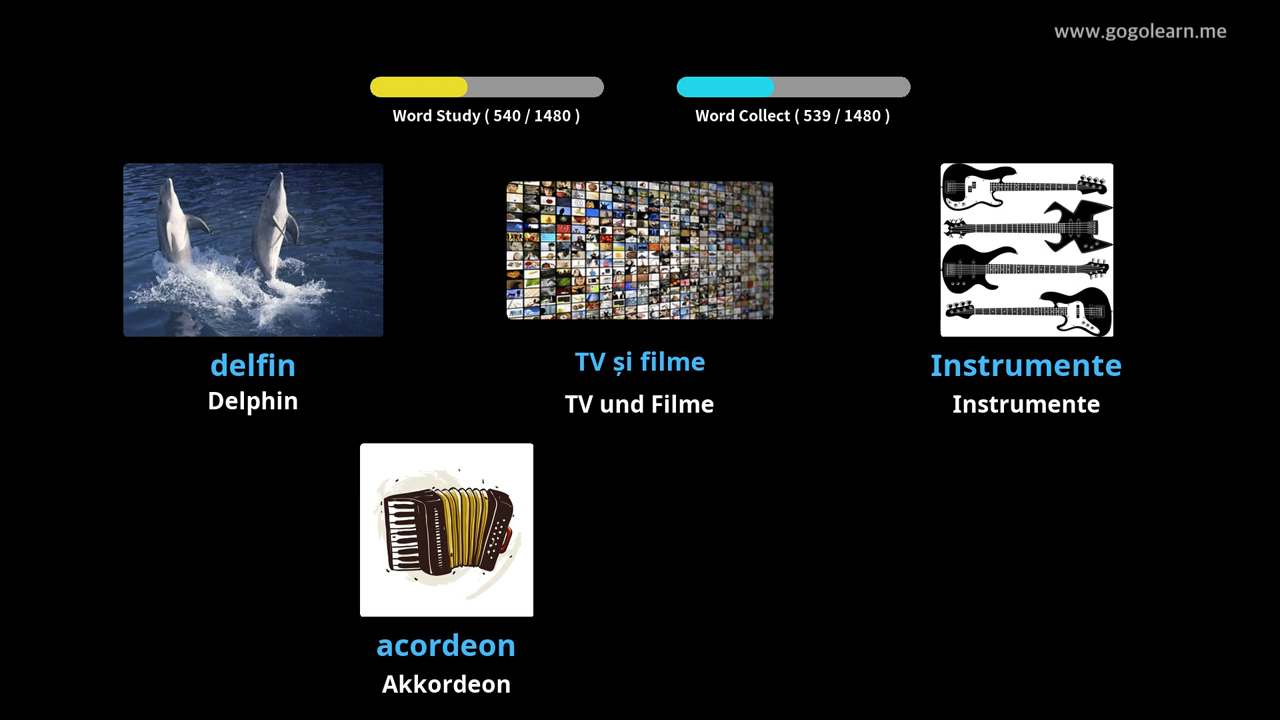 www.gogolearn.me
Word Study ( 540 / 1480 )
Word Collect ( 539 / 1480 )
delfin
Delphin
TV și filme
TV und Filme
Instrumente
Instrumente
acordeon
Akkordeon